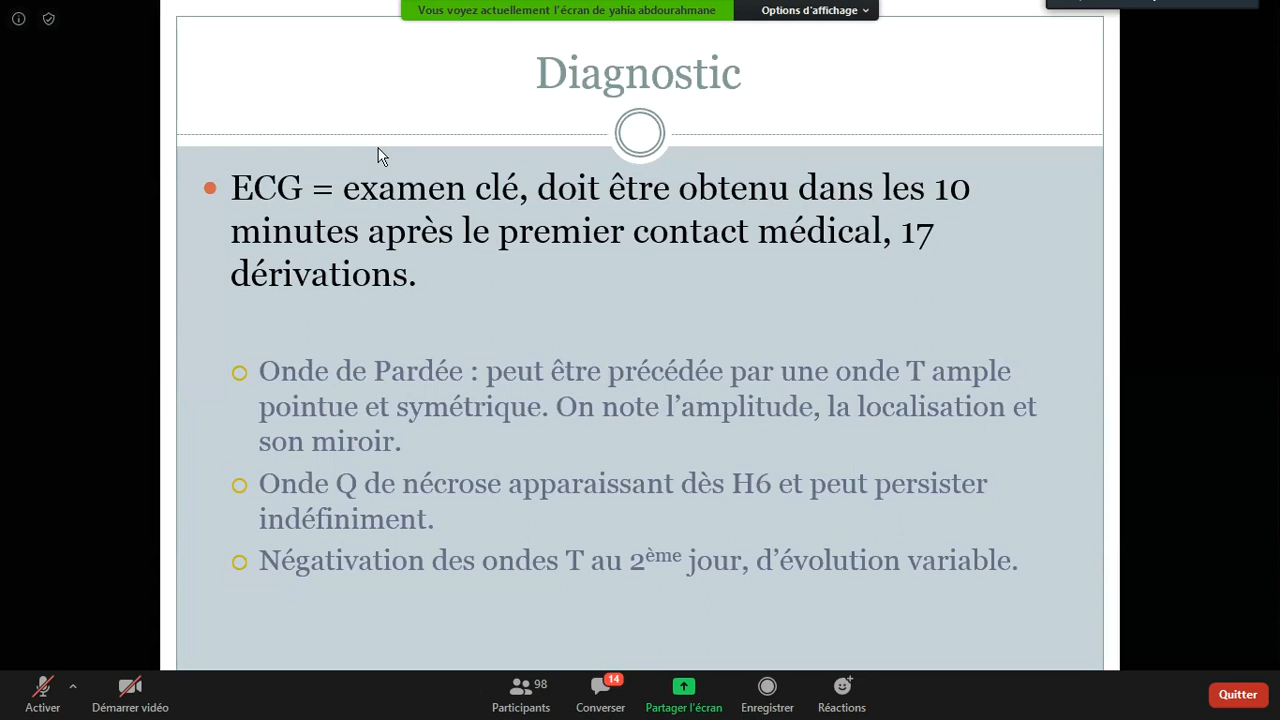 Vous voyez actuellement l'écran de yahia abdourahmane
Options d'affichage
Diagnostic
ECG = examen clé, doit être obtenu dans les 10
minutes après le premier contact médical, 17
dérivations.
Onde de Pardée : peut être précédée par une onde T ample
pointue et symétrique. On note l'amplitude, la localisation et
son miroir.
Onde Q de nécrose apparaissant dès H6 et peut persister
indéfiniment.
Négativation des ondes T au 2ème jour, d'évolution variable.
98
14
Activer
Démarrer vidéo
Participants
Converser
Partager l'écran
Enregistrer
Réactions
Quitter